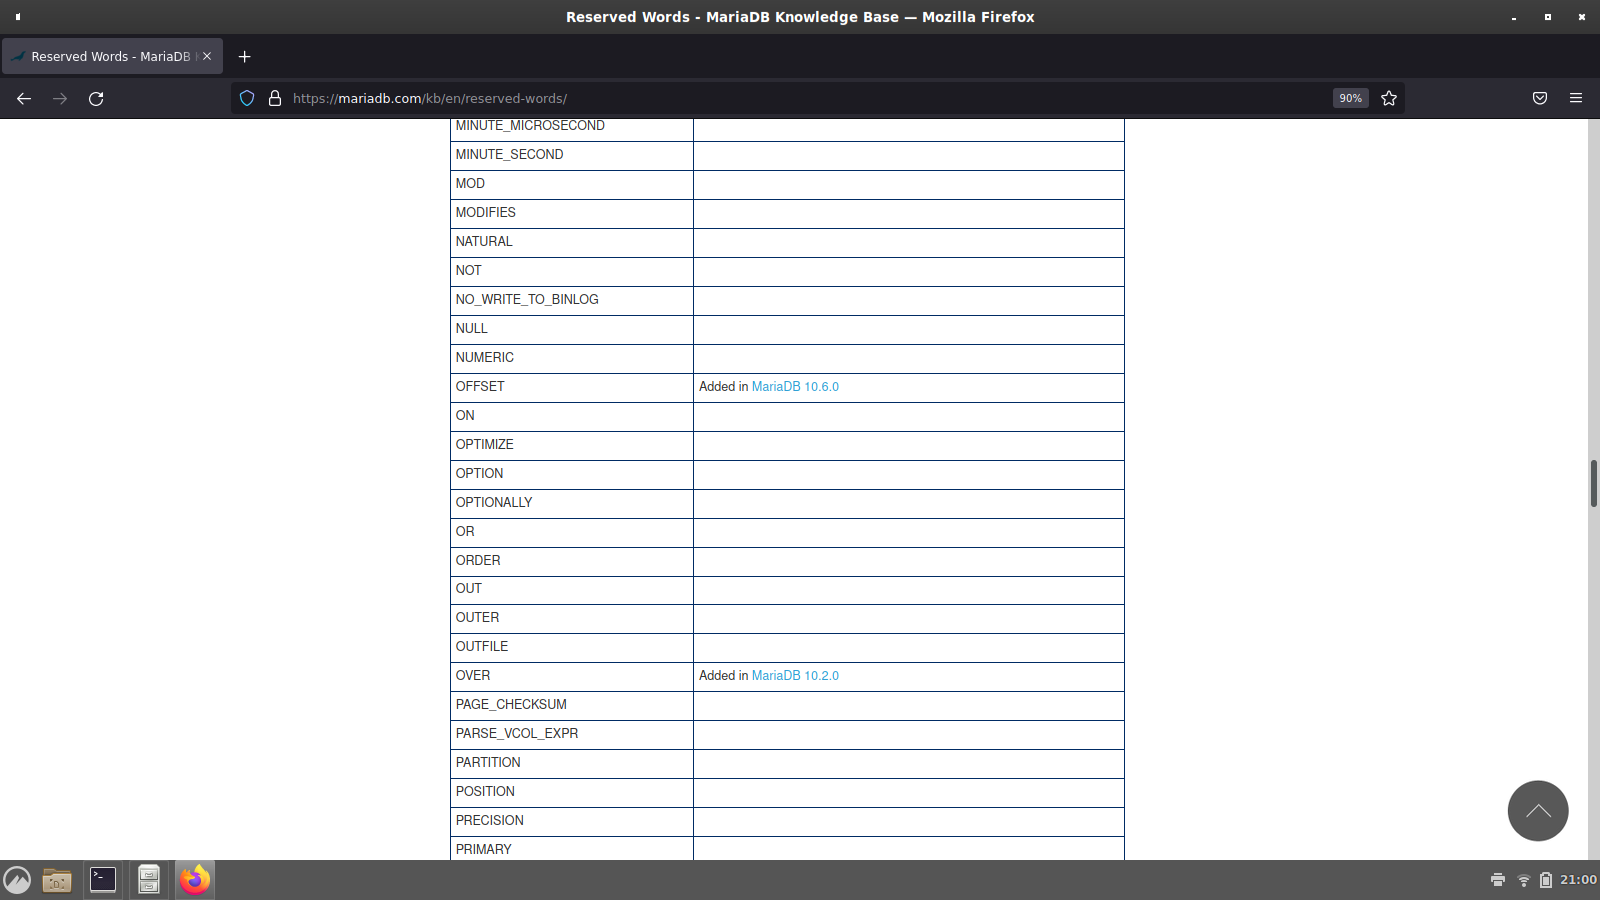 Reserved Words - MariaDB Knowledge Base — Mozilla Firefox
Reserved Words - MariaDB
https://mariadb.com/kb/en/reserved-words/
90%
MINUTE_MICROSECOND
MINUTE_SECOND
MOD
MODIFIES
NATURAL
NOT
NO_WRITE_TO_BINLOG
NULL
NUMERIC
OFFSET Added in MariaDB 10.6.0
ON
OPTIMIZE
OPTION
OPTIONALLY
OR
ORDER
OUT
OUTER
OUTFILE
OVER Added in MariaDB 10.2.0
PAGE_CHECKSUM
PARSE_VCOL_EXPR
PARTITION
POSITION
PRECISION
PRIMARY
21:00